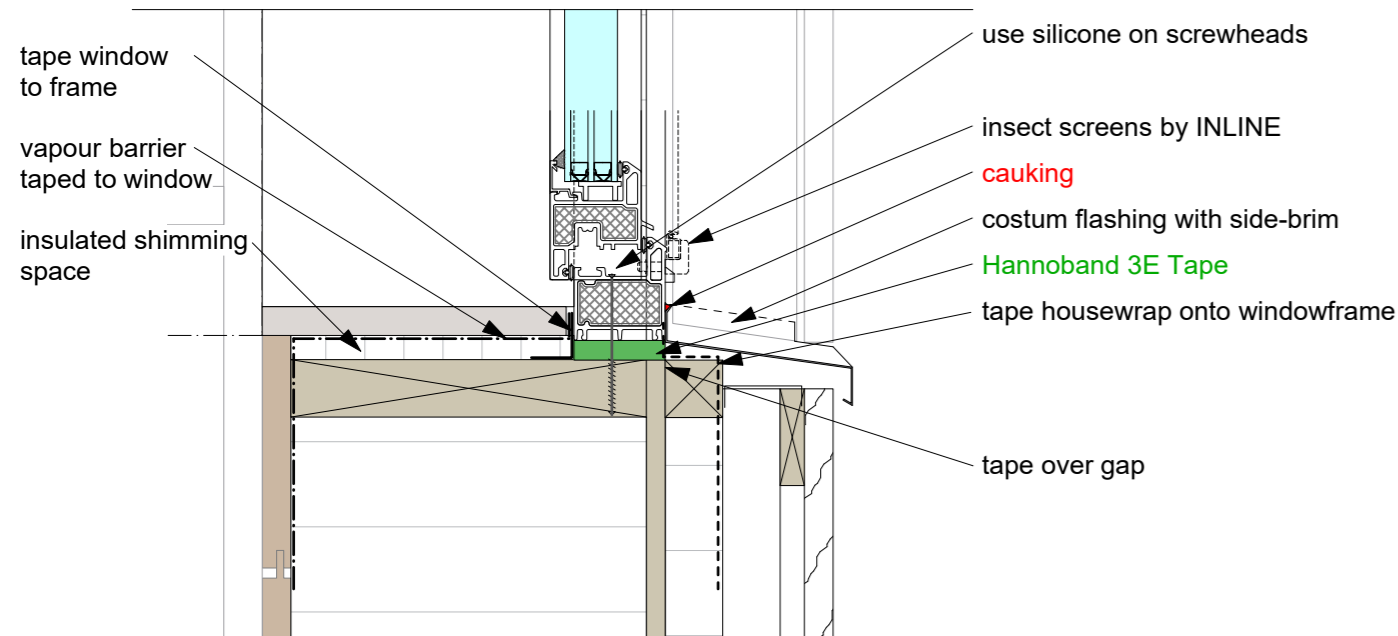 tape window
to frame
vapour barrier
taped to window
insulated shimming
space
use silicone on screwheads
insect screens by INLINE
cauking
costum flashing with side-brim
Hannoband 3E Tape
tape housewrap onto windowframe
tape over gap